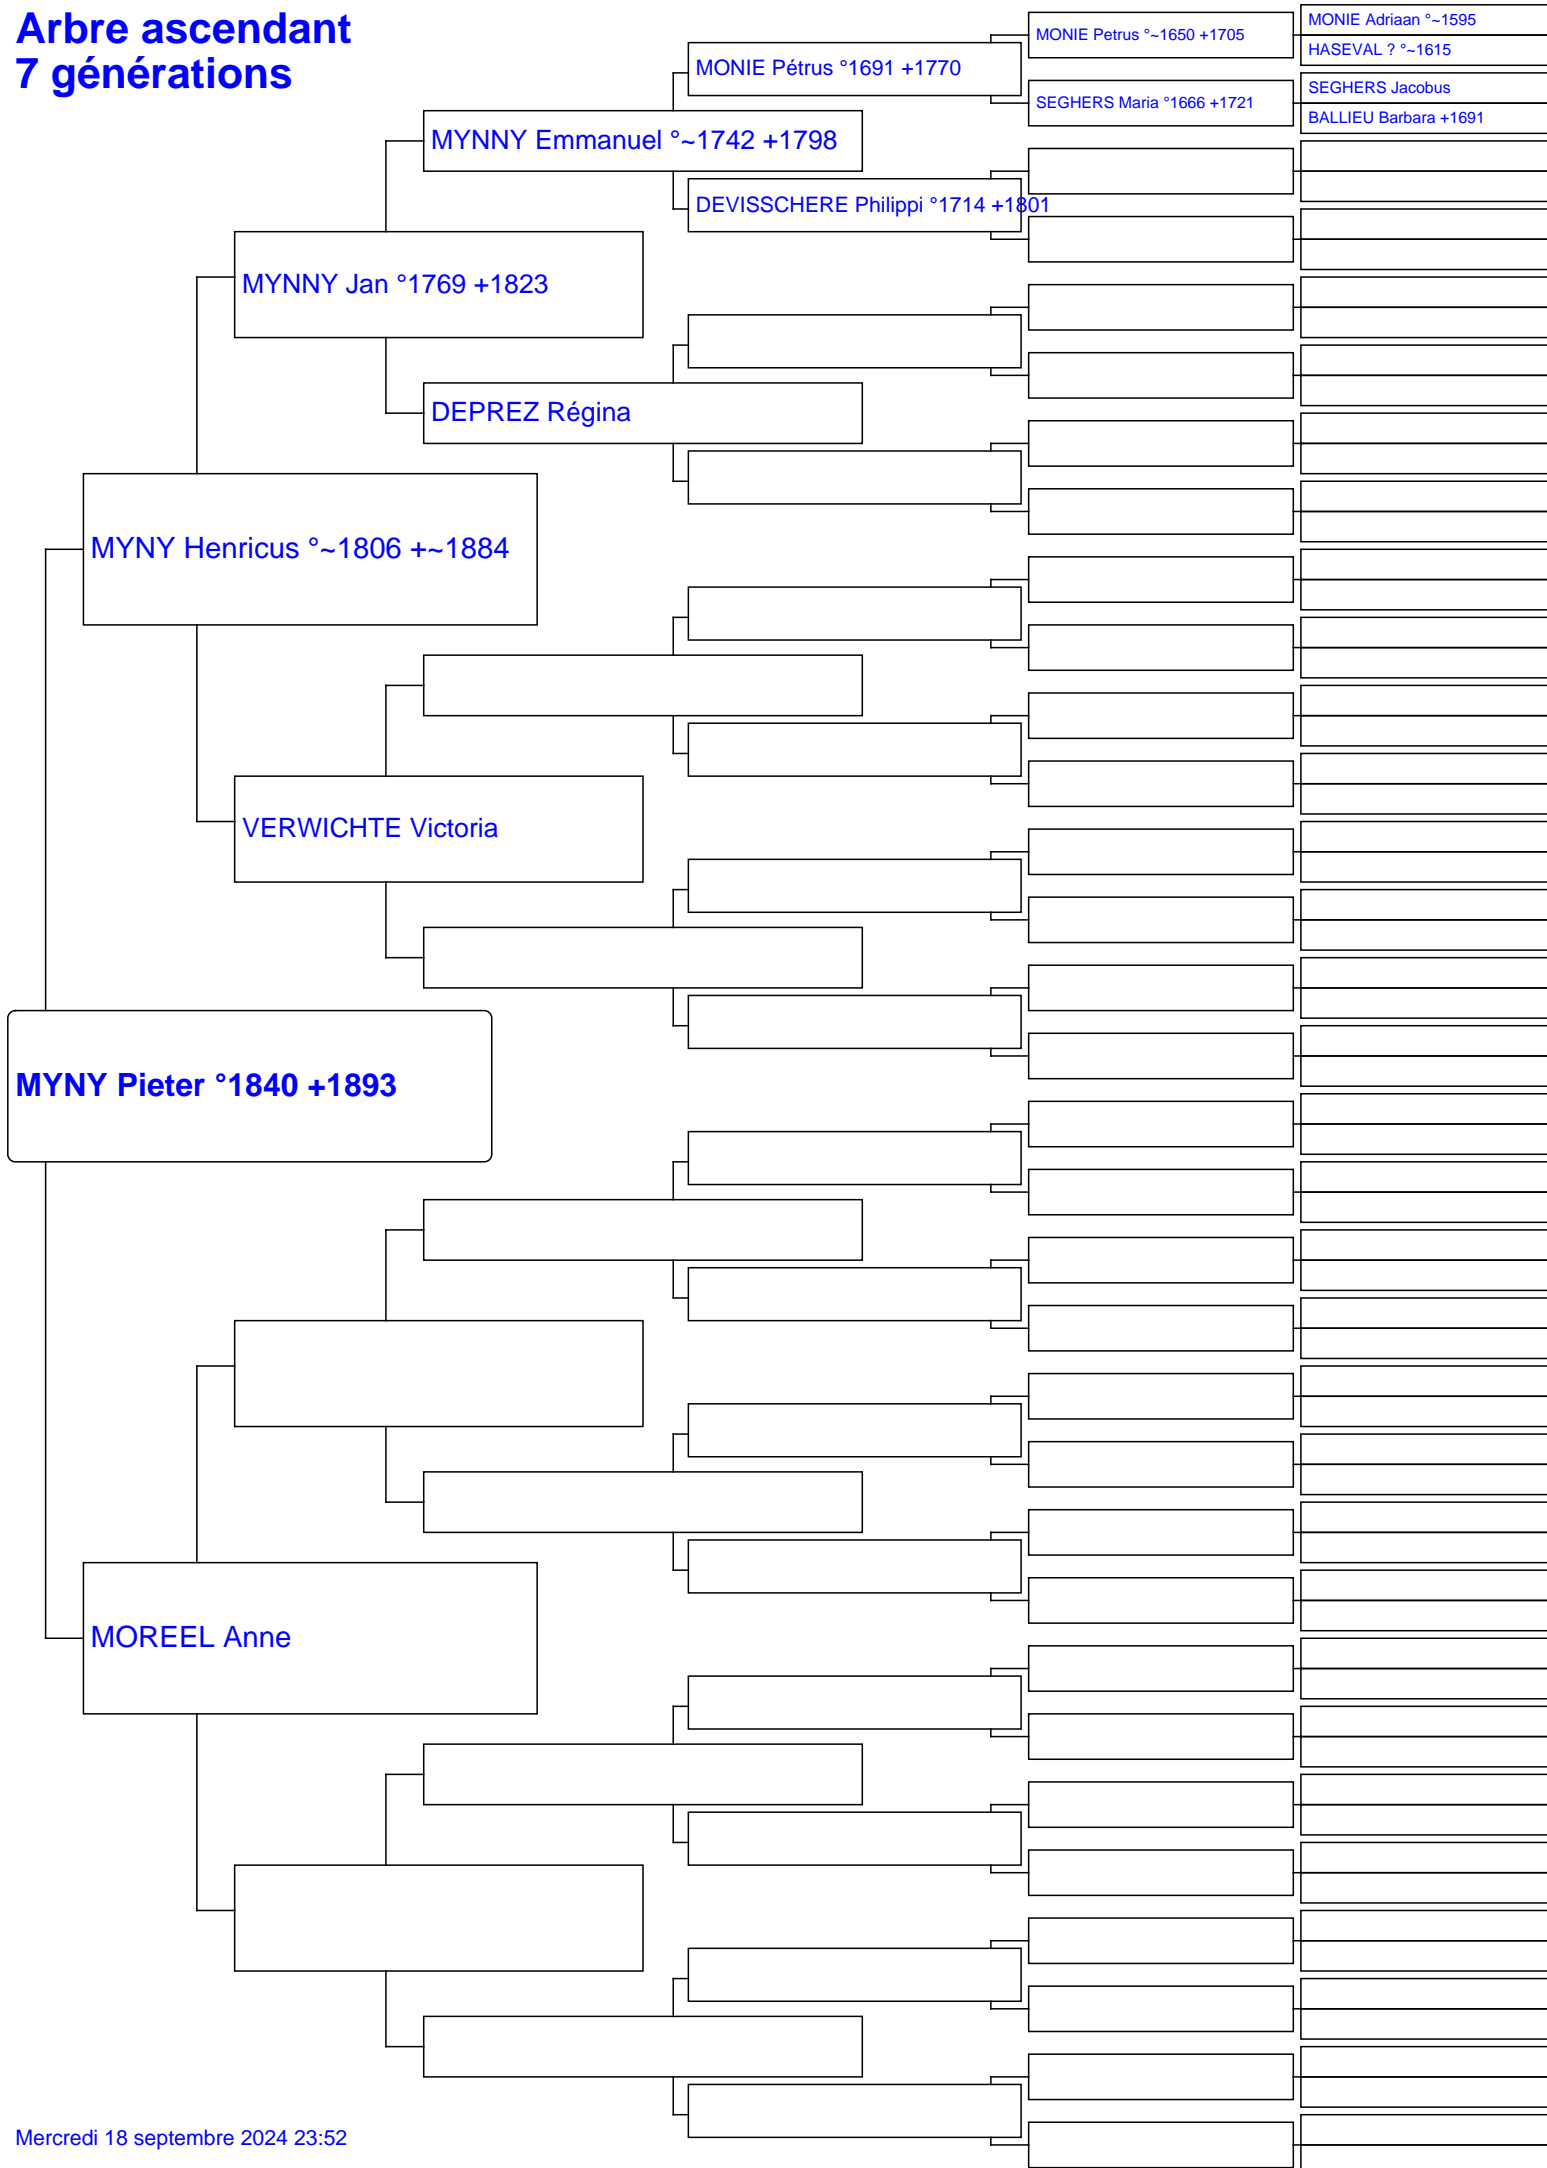 Arbre ascendant
7 générations
MONIE Petrus °~1650 +1705
MONIE Adriaan °~1595
HASEVAL ? °~1615
MONIE Pétrus °1691 +1770
SEGHERS Maria °1666 +1721
SEGHERS Jacobus
BALLIEU Barbara +1691
MYNNY Emmanuel °~1742 +1798
DEVISSCHERE Philippi °1714 +1801
MYNNY Jan °1769 +1823
DEPREZ Régina
MYNY Henricus °~1806 +~1884
VERWICHTE Victoria
MYNY Pieter °1840 +1893
MOREEL Anne
Mercredi 18 septembre 2024 23:52